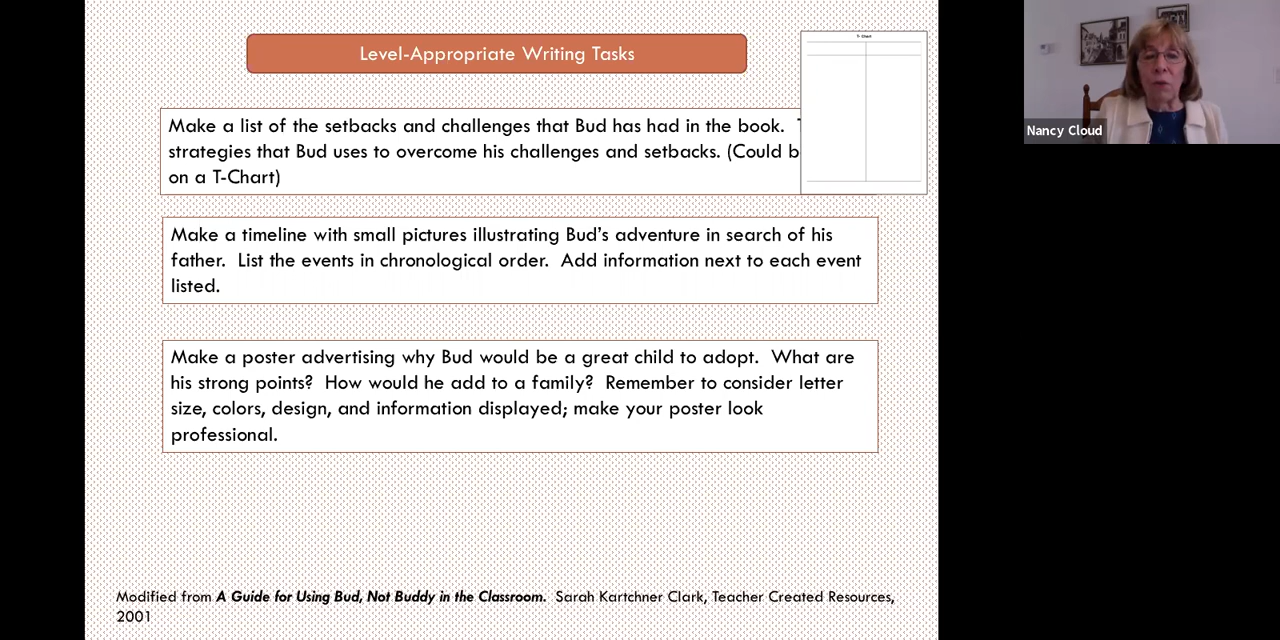 Level-Appropriate Writing Tasks
T- Chart
Make a list of the setbacks and challenges that Bud has had in the book.
strategies that Bud uses to overcome his challenges and setbacks. (Could
on a T-Chart)
Make a timeline with small pictures illustrating Bud's adventure in search of his
father. List the events in chronological order. Add information next to each event
listed.
Make a poster advertising why Bud would be a great child to adopt. What are
his strong points? How would he add to a family? Remember to consider letter
size, colors, design, and information displayed; make your poster look
professional.
Modified from A Guide for Using Bud, Not Buddy in the Classroom. Sarah Kartchner Clark, Teacher Created Resources,
2001
Nancy Cloud